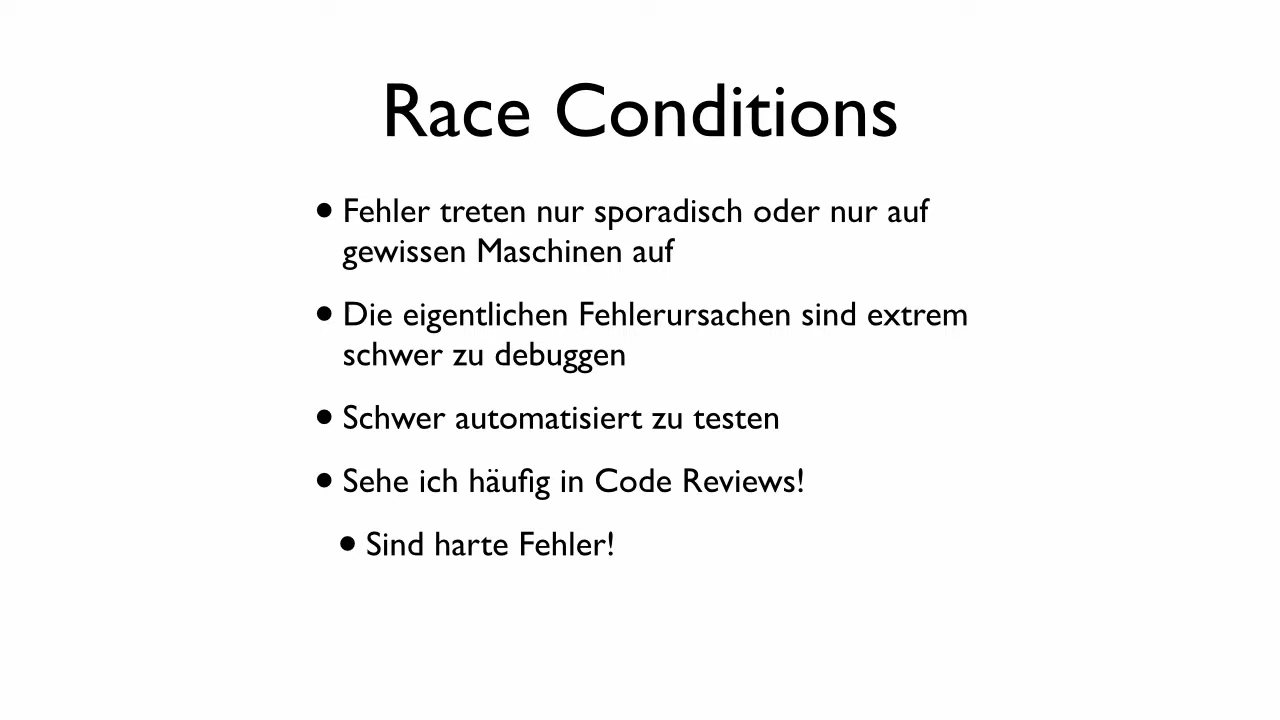 Race Conditions
• Fehler treten nur sporadisch oder nur auf
gewissen Maschinen auf
• Die eigentlichen Fehlerursachen sind extrem
schwer zu debuggen
• Schwer automatisiert zu testen
• Sehe ich häufig in Code Reviews!
• Sind harte Fehler!